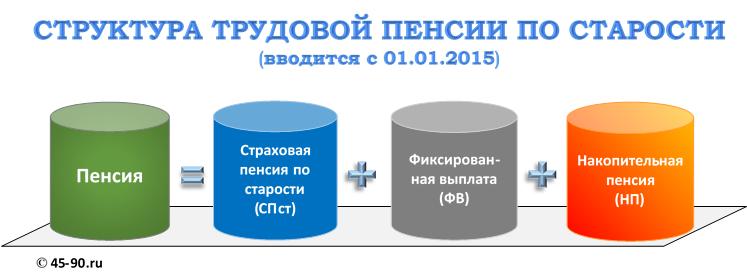 СТРУКТУРА ТРУДОВОЙ ПЕНСИИ ПО СТАРОСТИ
(вводится с 01.01.2015)
Пенсия
=
Страховая
пенсия по
старости
(СПст)
+
Фиксирован-
ная выплата
(ФВ)
+
Накопительная
пенсия
(НП)
© 45-90.ru